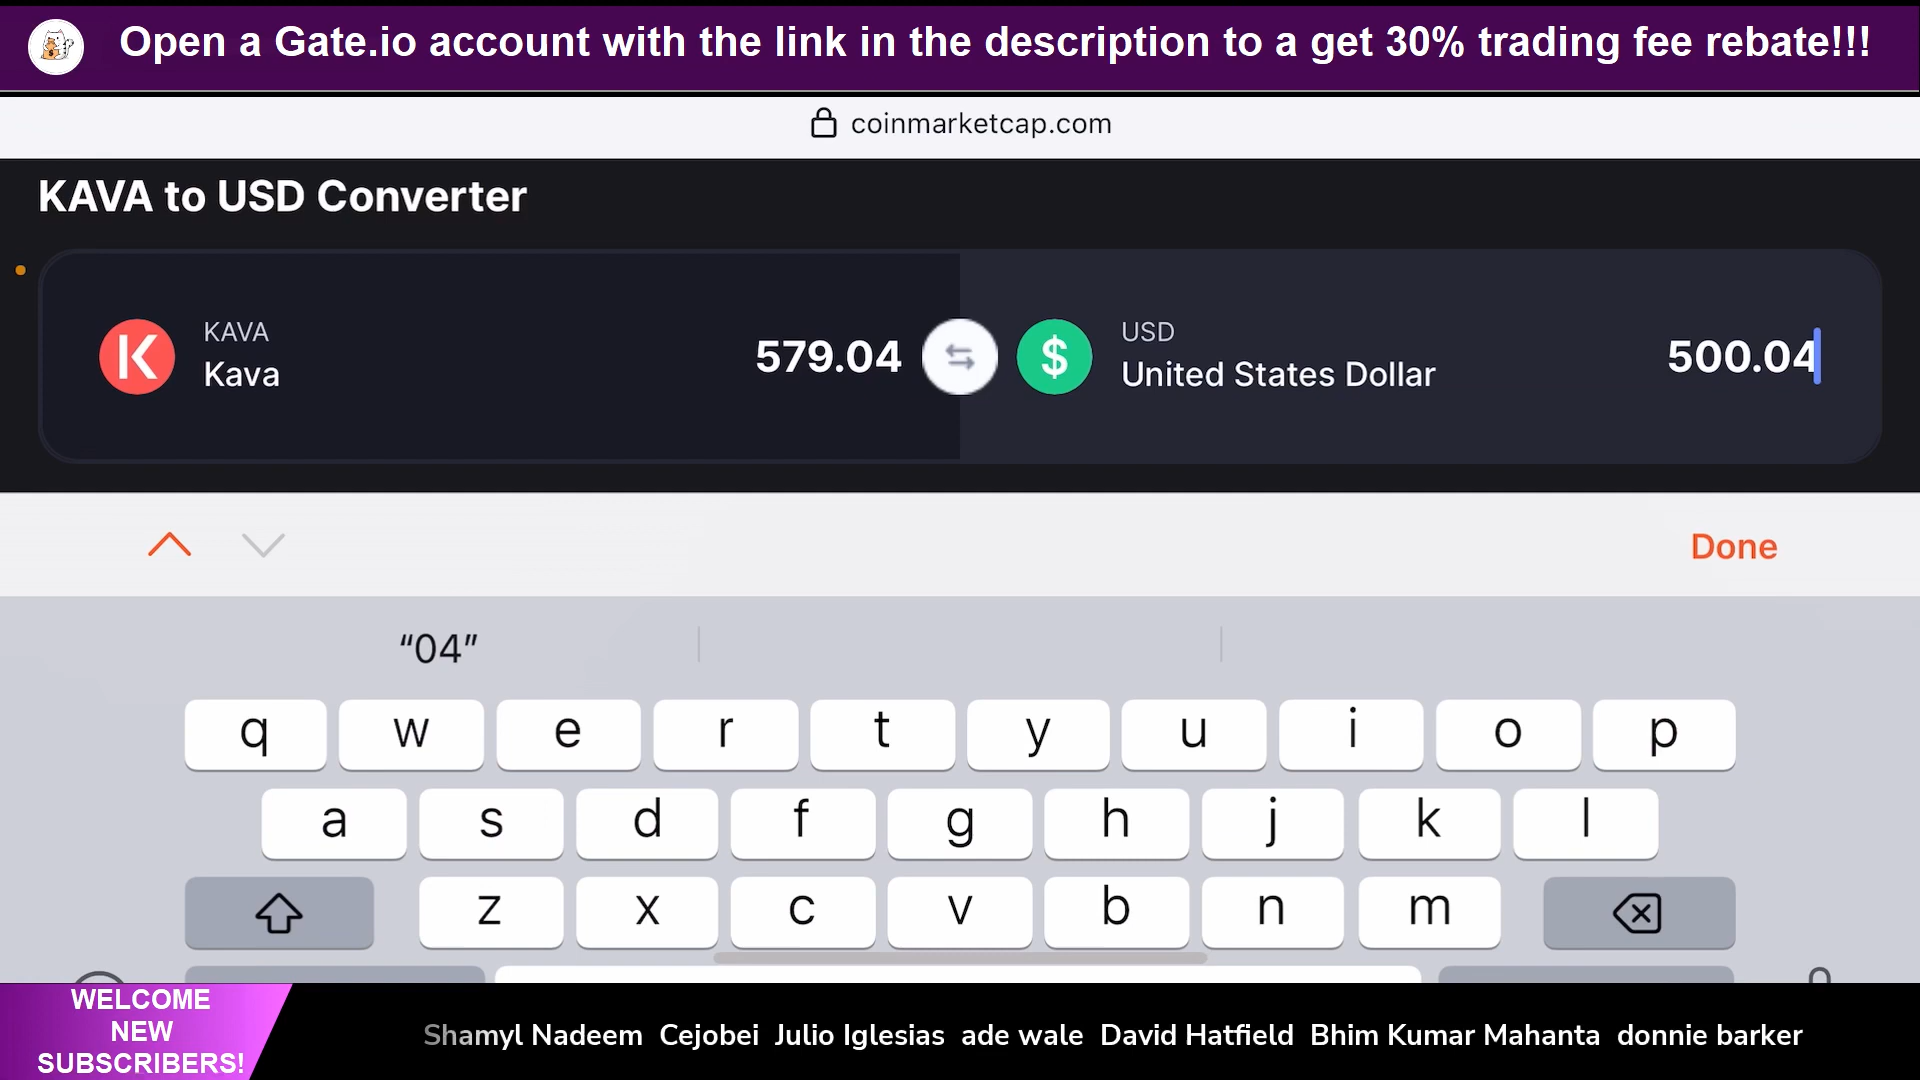 Open a Gate.io account with the link in the description to a get 30% trading fee rebate!!!
coinmarketcap.com
KAVA to USD Converter
KAVA
Kava
579.04
USD
United States Dollar
500.04
Done
“04”
q w e r t y u i o p
a s d f g h j k l
z x c v b n m
WELCOME
NEW
SUBSCRIBERS!
Shamyl Nadeem Cejobei Julio Iglesias ade wale David Hatfield Bhim Kumar Mahanta donnie barker